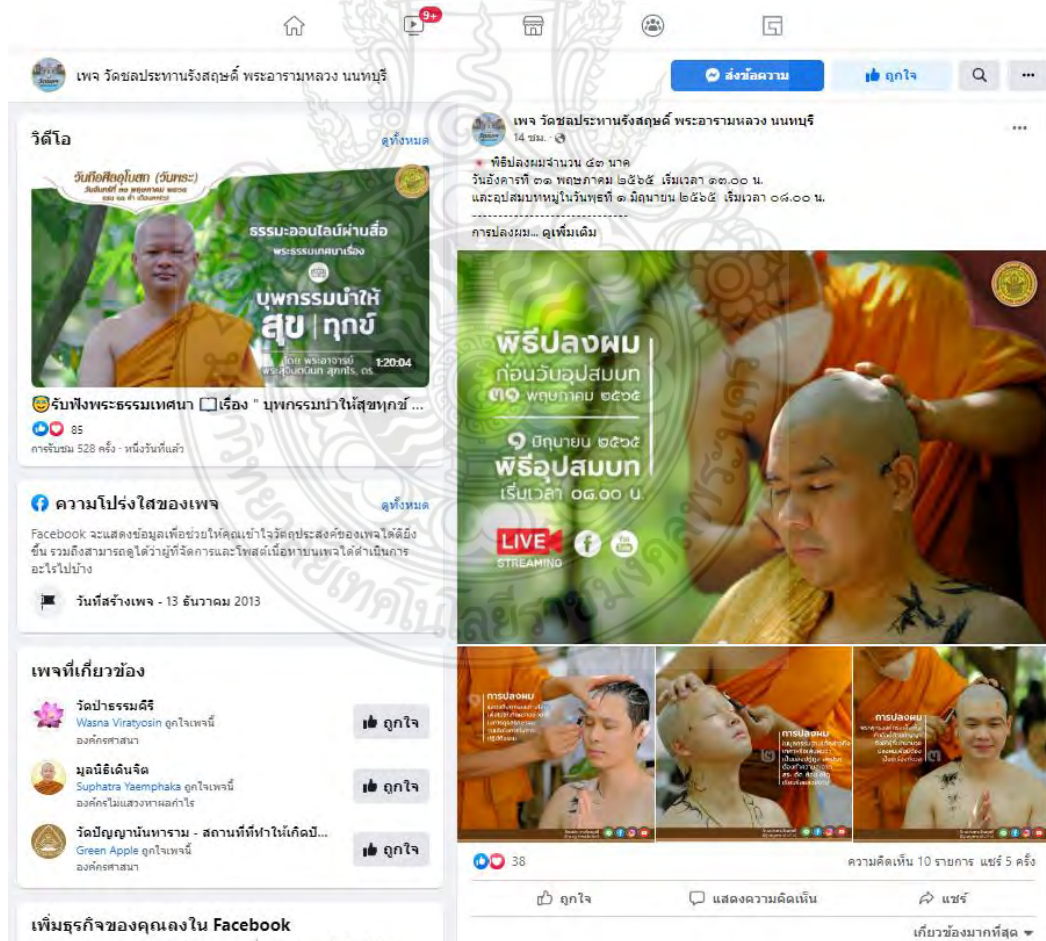 9+
เพจ วัดชลประทานรังสฤษดิ์ พระอารามหลวง นนทบุรี
ส่งข้อความ
ถูกใจ
วิดีโอ
ดูทั้งหมด
วันถือศีลอุโบสถ (วันพระ)
ธรรมะออนไลน์ผ่านสื่อ
พระธรรมเทศนาเรื่อง
บุพกรรมนำให้
สุข | ทุกข์
โดย พระอาจารย์
1:20:04
รับฟังพระธรรมเทศนา เรื่อง " บุพกรรมนำให้สุขทุกข์ ...
85
การรับชม 528 ครั้ง · หนึ่งวันที่แล้ว
ความโปร่งใสของเพจ
ดูทั้งหมด
Facebook จะแสดงข้อมูลเพื่อช่วยให้คุณเข้าใจวัตถุประสงค์ของเพจได้ดียิ่ง
ขึ้น รวมถึงสามารถดูได้ว่าผู้ที่จัดการและโพสต์เนื้อหาบนเพจได้ดำเนินการ
อะไรไปบ้าง
วันที่สร้างเพจ - 13 ธันวาคม 2013
เพจที่เกี่ยวข้อง
วัดป่าธรรมคีรี
Wasna Viratyosin ถูกใจเพจนี้
องค์กรศาสนา
ถูกใจ
มูลนิธิเดินจิต
Suphatra Yaemphaka ถูกใจเพจนี้
องค์กรไม่แสวงหาผลกำไร
ถูกใจ
วัดปัญญานันทาราม - สถานที่ที่ทำให้เกิดปั...
Green Apple ถูกใจเพจนี้
องค์กรศาสนา
ถูกใจ
เพิ่มธุรกิจของคุณลงใน Facebook
เพจ วัดชลประทานรังสฤษดิ์ พระอารามหลวง นนทบุรี
14 ชม. ·
พิธีปลงผมจำนวน ๔๓ นาค
วันอังคารที่ ๓๑ พฤษภาคม ๒๕๖๕ เริ่มเวลา ๑๓.๐๐ น.
และอุปสมบทหมู่ในวันพุธที่ ๑ มิถุนายน ๒๕๖๕ เริ่มเวลา ๐๘.๐๐ น.
-----------------------------
การปลงผม... ดูเพิ่มเติม
พิธีปลงผม
ก่อนวันอุปสมบท
๓๑ พฤษภาคม ๒๕๖๕
๑ มิถุนายน ๒๕๖๕
พิธีอุปสมบท
เริ่มเวลา ๐๘.๐๐ น.
LIVE
STREAMING
You Tube
๑
การปลงผม
การปลงผม
๒
การปลงผม
๓
38
ความคิดเห็น 10 รายการ แชร์ 5 ครั้ง
ถูกใจ
แสดงความคิดเห็น
แชร์
เกี่ยวข้องมากที่สุด